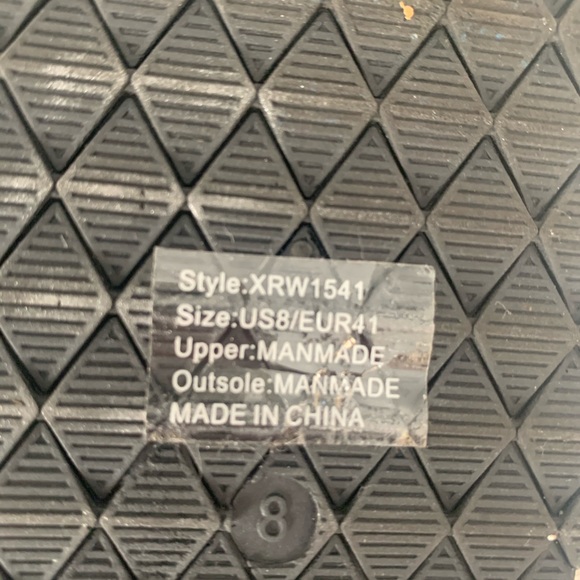 Style:XRW1541
Size:US8/EUR41
Upper:MANMADE
Outsole:MANMADE
MADE IN CHINA
8